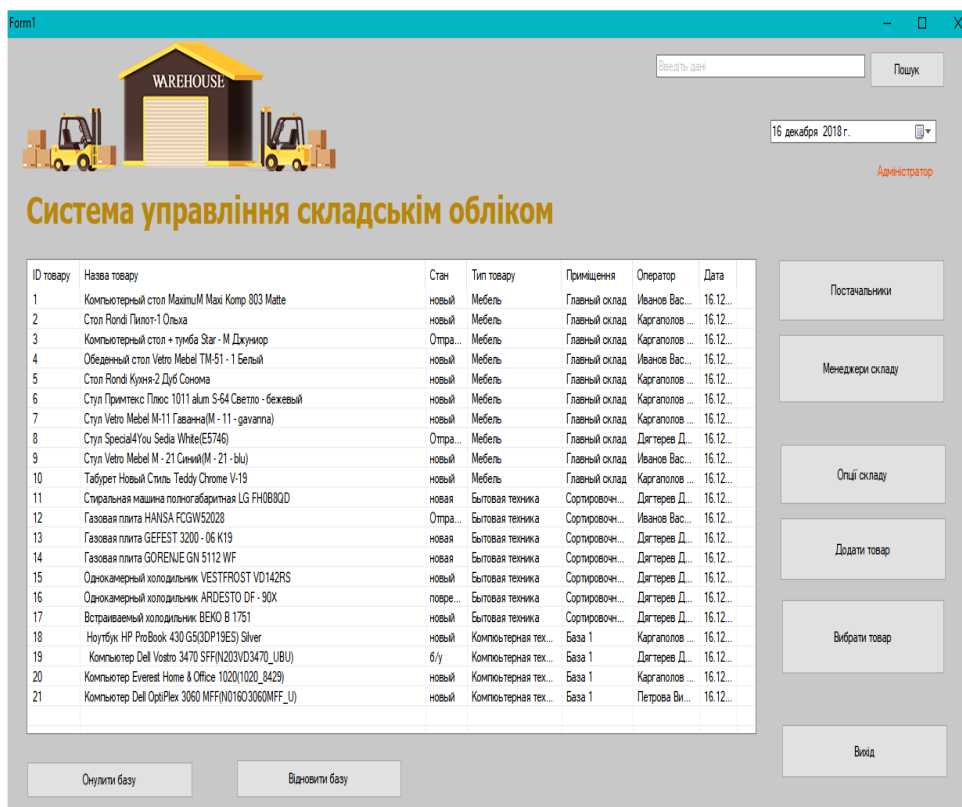 Form1
WAREHOUSE
Введіть дані
Пошук
16 декабря 2018 г.
Адміністратор
Система управління складськім обліком
ID товару Назва товару Стан Тип товару Приміщення Оператор Дата
1 Компьютерный стол MaximuM Maxi Komp 803 Matte новый Мебель Главный склад Иванов Вас... 16.12...
2 Стол Rondi Пилот-1 Ольха новый Мебель Главный склад Каргаполов ... 16.12...
3 Компьютерный стол + тумба Star - M Джуниор Отпра... Мебель Главный склад Каргаполов ... 16.12...
4 Обеденный стол Vetro Mebel TM-51 - 1 Белый новый Мебель Главный склад Иванов Вас... 16.12...
5 Стол Rondi Кухня-2 Дуб Сонома новый Мебель Главный склад Каргаполов ... 16.12...
6 Стул Примтекс Плюс 1011 alum S-64 Светло - бежевый новый Мебель Главный склад Каргаполов ... 16.12...
7 Стул Vetro Mebel M-11 Гаванна(M - 11 - gavanna) новый Мебель Главный склад Каргаполов ... 16.12...
8 Стул Special4You Sedia White(E5746) Отпра... Мебель Главный склад Дягтерев Д... 16.12...
9 Стул Vetro Mebel M - 21 Синий(M - 21 - blu) новый Мебель Главный склад Иванов Вас... 16.12...
10 Табурет Новый Стиль Teddy Chrome V-19 новый Мебель Главный склад Каргаполов ... 16.12...
11 Стиральная машина полногабаритная LG FH0B8QD новая Бытовая техника Сортировочн... Дягтерев Д... 16.12...
12 Газовая плита HANSA FCGW52028 Отпра... Бытовая техника Сортировочн... Иванов Вас... 16.12...
13 Газовая плита GEFEST 3200 - 06 K19 новая Бытовая техника Сортировочн... Дягтерев Д... 16.12...
14 Газовая плита GORENJE GN 5112 WF новая Бытовая техника Сортировочн... Дягтерев Д... 16.12...
15 Однокамерный холодильник VESTFROST VD142RS новый Бытовая техника Сортировочн... Дягтерев Д... 16.12...
16 Однокамерный холодильник ARDESTO DF - 90X повре... Бытовая техника Сортировочн... Дягтерев Д... 16.12...
17 Встраиваемый холодильник BEKO B 1751 новый Бытовая техника Сортировочн... Дягтерев Д... 16.12...
18 Ноутбук HP ProBook 430 G5(3DP19ES) Silver новый Компюьтерная тех... База 1 Каргаполов ... 16.12...
19 Компьютер Dell Vostro 3470 SFF(N203VD3470_UBU) б/у Компюьтерная тех... База 1 Дягтерев Д... 16.12...
20 Компьютер Everest Home & Office 1020(1020_8429) новый Компюьтерная тех... База 1 Каргаполов ... 16.12...
21 Компьютер Dell OptiPlex 3060 MFF(N016O3060MFF_U) новый Компюьтерная тех... База 1 Петрова Ви... 16.12...
Постачальники
Менеджери складу
Опції складу
Додати товар
Вибрати товар
Вихід
Онулити базу
Відновити базу